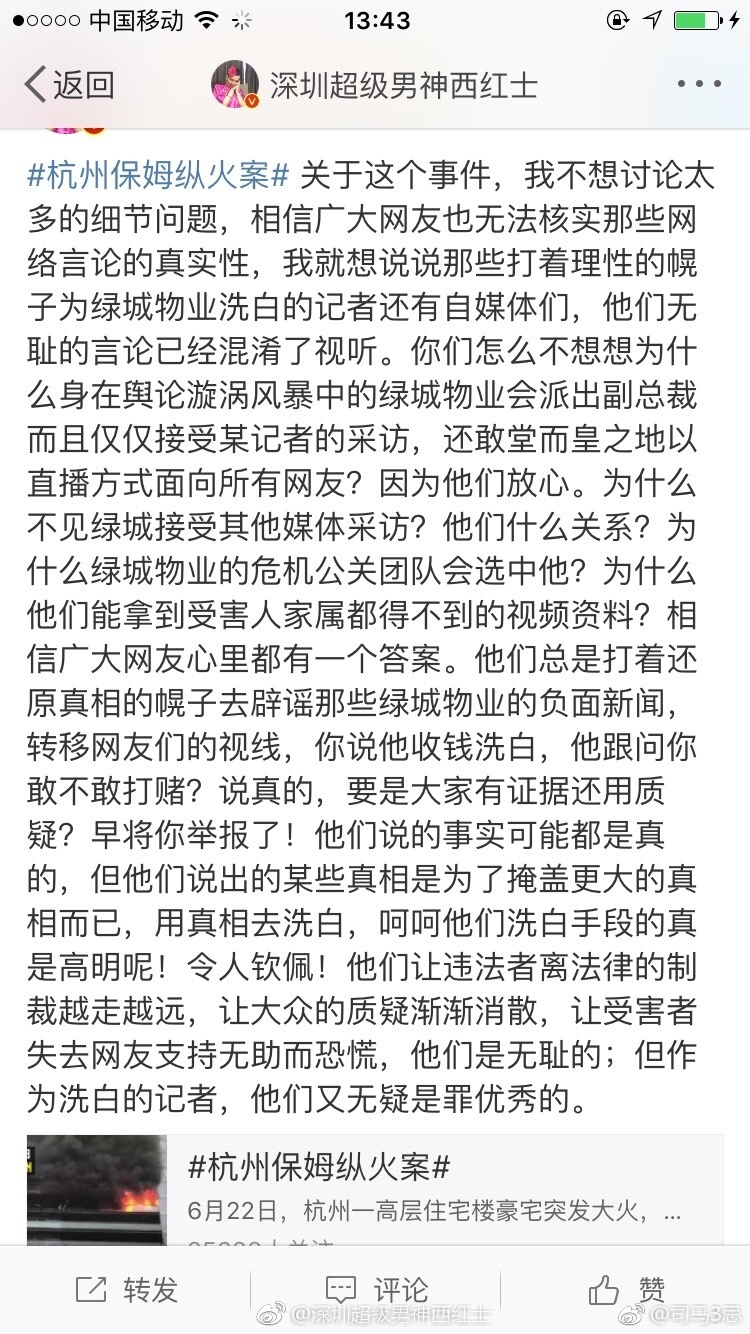 中国移动 13:43
返回 深圳超级男神西红士
#杭州保姆纵火案# 关于这个事件，我不想讨论太
多的细节问题，相信广大网友也无法核实那些网
络言论的真实性，我就想说说那些打着理性的幌
子为绿城物业洗白的记者还有自媒体们，他们无
耻的言论已经混淆了视听。你们怎么不想想为什
么身在舆论漩涡风暴中的绿城物业会派出副总裁
而且仅仅接受某记者的采访，还敢堂而皇之地以
直播方式面向所有网友？因为他们放心。为什么
不见绿城接受其他媒体采访？他们什么关系？为
什么绿城物业的危机公关团队会选中他？为什么
他们能拿到受害人家属都得不到的视频资料？相
信广大网友心里都有一个答案。他们总是打着还
原真相的幌子去辟谣那些绿城物业的负面新闻，
转移网友们的视线，你说他收钱洗白，他跟问你
敢不敢打赌？说真的，要是大家有证据还用质
疑？早将你举报了！他们说的事实可能都是真
的，但他们说出的某些真相是为了掩盖更大的真
相而已，用真相去洗白，呵呵他们洗白手段的真
是高明呢！令人钦佩！他们让违法者离法律的制
裁越走越远，让大众的质疑渐渐消散，让受害者
失去网友支持无助而恐慌，他们是无耻的；但作
为洗白的记者，他们又无疑是罪优秀的。
#杭州保姆纵火案#
6月22日，杭州一高层住宅楼豪宅突发大火，...
转发 评论 赞
@深圳超级男神西红士 @司马3忌